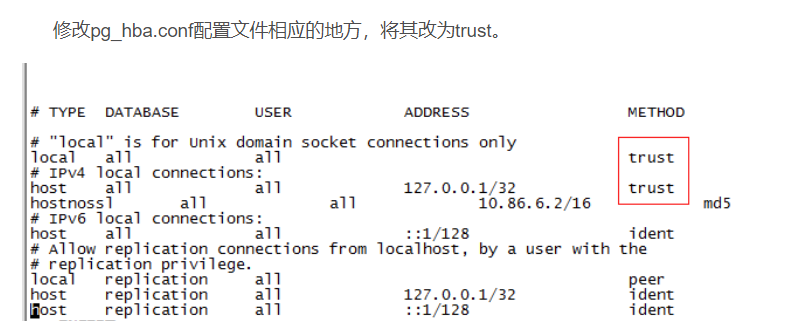 修改pg_hba.conf配置文件相应的地方，将其改为trust。
# TYPE  DATABASE        USER            ADDRESS                 METHOD
# "local" is for Unix domain socket connections only
local   all             all                                     trust
# IPv4 local connections:
host    all             all             127.0.0.1/32            trust
hostnossl        all             all             10.86.6.2/16            md5
# IPv6 local connections:
host    all             all             ::1/128                 ident
# Allow replication connections from localhost, by a user with the
# replication privilege.
local   replication     all                                     peer
host    replication     all             127.0.0.1/32            ident
host    replication     all             ::1/128                 ident